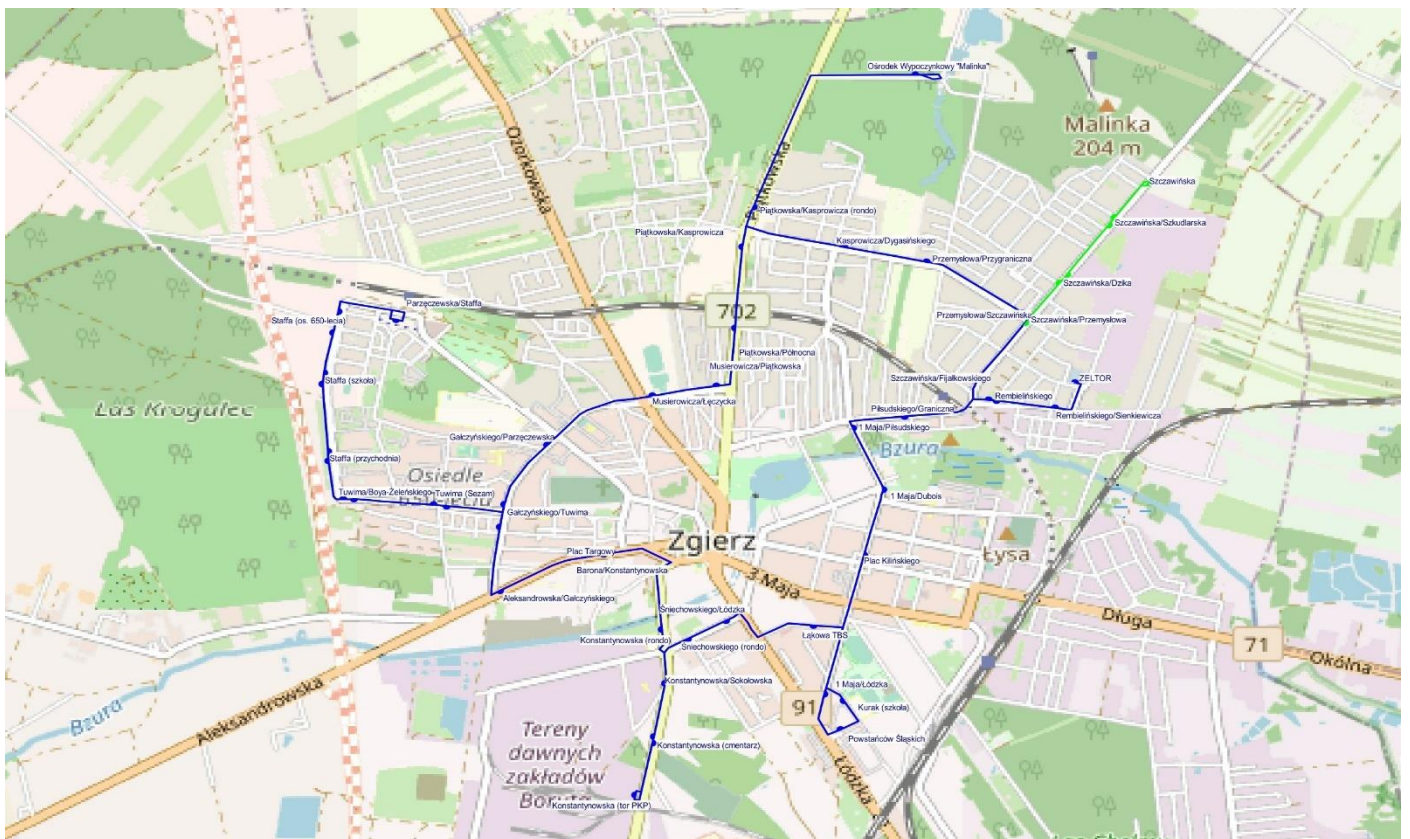 Ośrodek Wypoczynkowy "Malinka"
Malinka
204 m
Ozorkowska
Piątkowska
Szczawińska
Piątkowska/Kasprowicza (rondo)
Szczawińska/Szkudlarska
Piątkowska/Kasprowicza
Kasprowicza/Dygasińskiego
Przemysłowa/Przygraniczna
Szczawińska/Dzika
Parzęczewska/Staffa
702
Staffa (os. 650-lecia)
Przemysłowa/Szczawińska
Szczawińska/Przemysłowa
Piątkowska/Północna
Musierowicza/Piątkowska
Staffa (szkoła)
Szczawińska/Fijałkowskiego
ZELTOR
Las Krogulec
Musierowicza/Łęczycka
Rembielińskiego
Piłsudskiego/Graniczna
Rembielińskiego/Sienkiewicza
1 Maja/Piłsudskiego
Gałczyńskiego/Parzęczewska
Bzura
Staffa (przychodnia)
Osiedle
650-lecia
Tuwima/Boya-Żeleńskiego
Tuwima (Sezam)
1 Maja/Dubois
Gałczyńskiego/Tuwima
Zgierz
Łysa
Plac Targowy
Plac Kilińskiego
Barona/Konstantynowska
3 Maja
Aleksandrowska/Gałczyńskiego
Śniechowskiego/Łódzka
Długa
Konstantynowska (rondo)
Śniechowskiego (rondo)
Łąkowa TBS
71
Okólna
Konstantynowska/Sokołowska
Aleksandrowska
Bzura
1 Maja/Łódzka
91
Kurak (szkoła)
Tereny
dawnych
zakładów
Boruta
Powstańców Śląskich
Konstantynowska (cmentarz)
Łódzka
Konstantynowska (tor PKP)